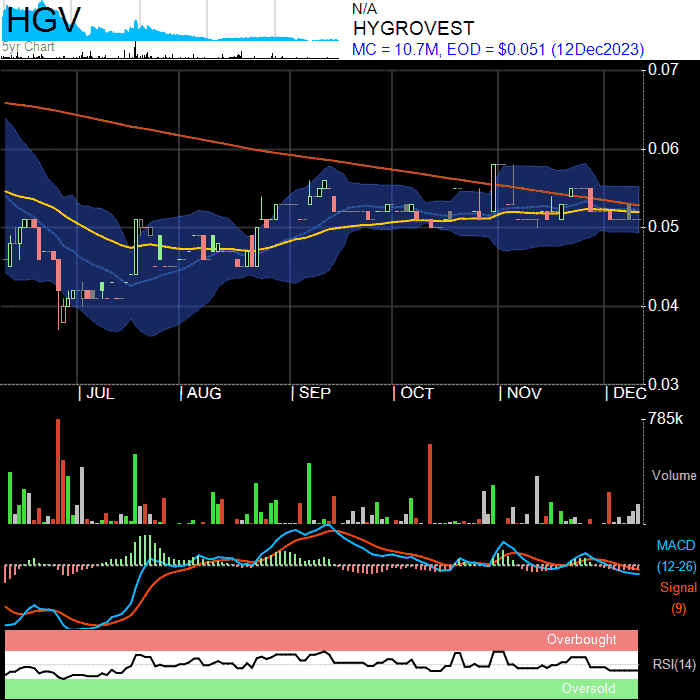 HGV
5yr Chart
N/A
HYGROVEST
MC = 10.7M, EOD = $0.051 (12Dec2023)
0.07
0.06
0.05
0.04
0.03
| JUL
| AUG
| SEP
| OCT
| NOV
| DEC
785k
Volume
MACD
(12-26)
Signal
(9)
Overbought
RSI(14)
Oversold